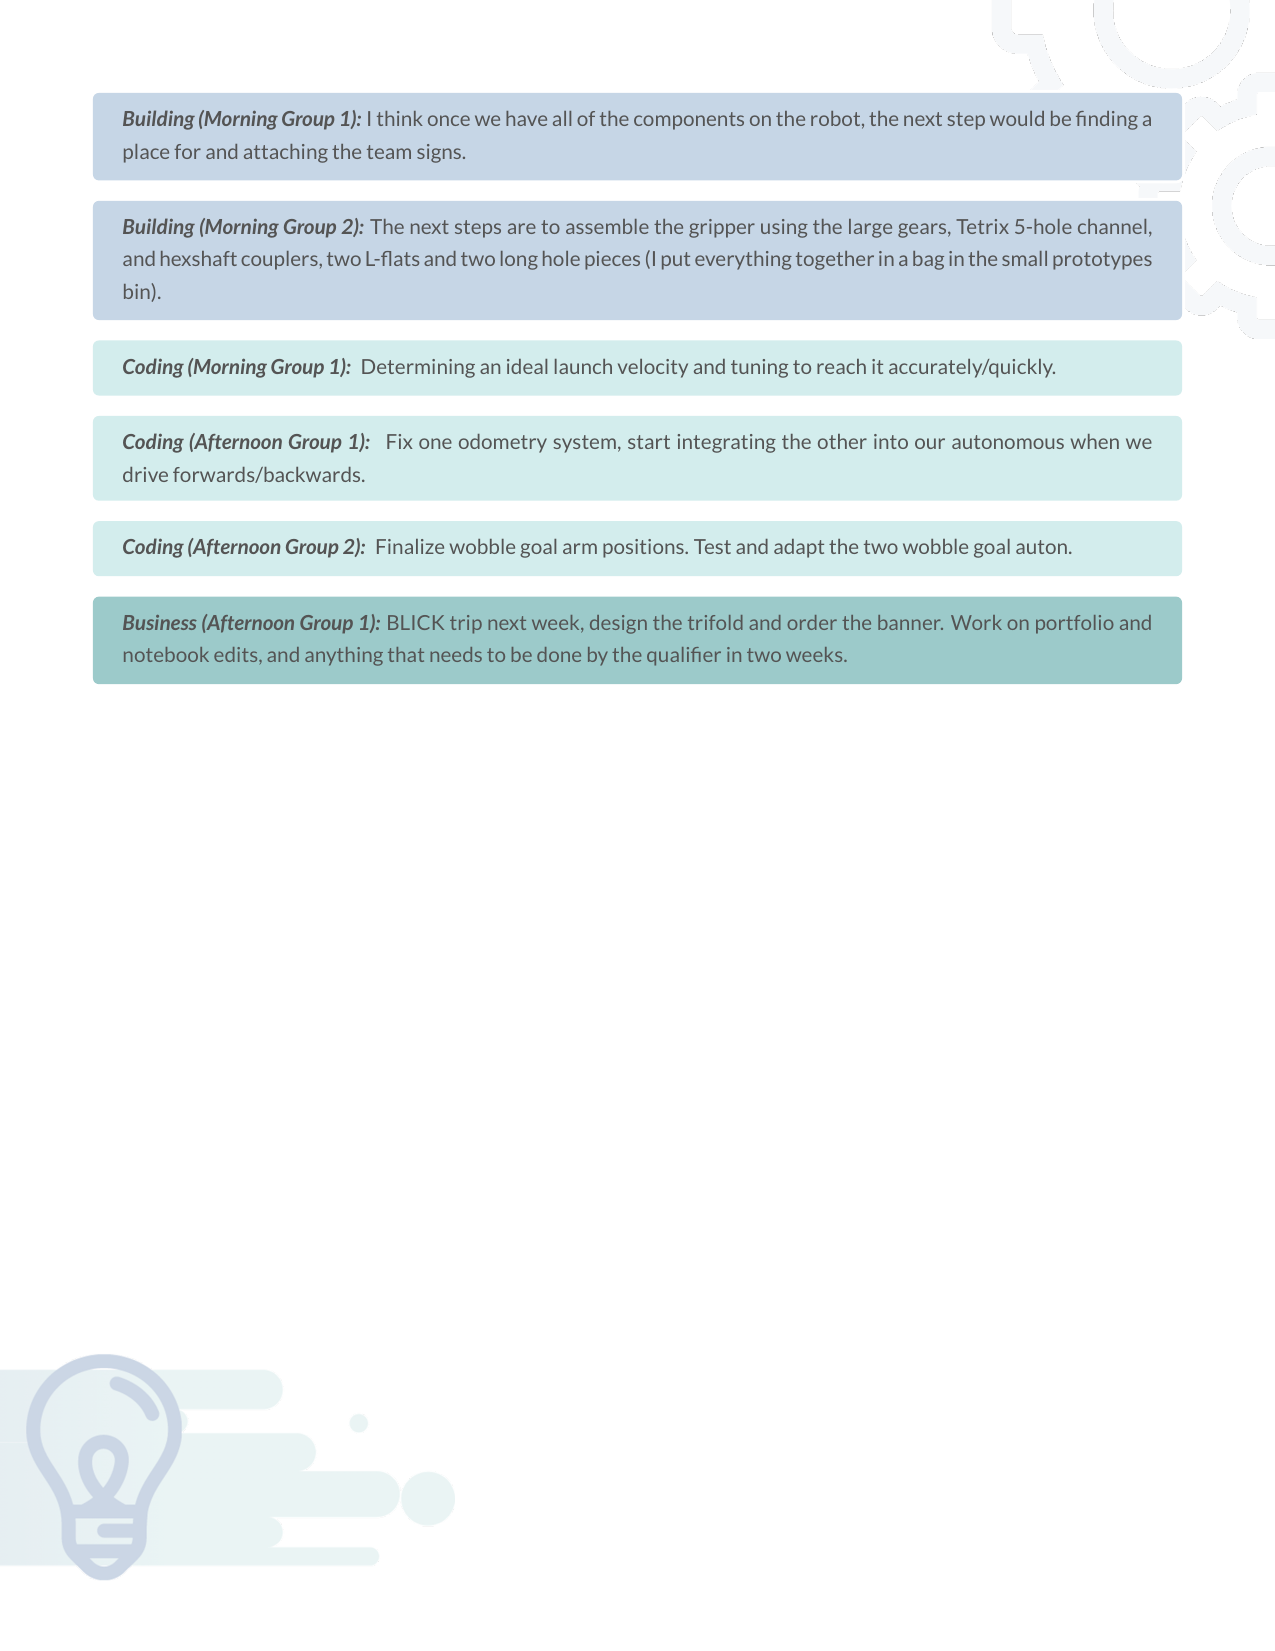 Building (Morning Group 1): I think once we have all of the components on the robot, the next step would be finding a
place for and attaching the team signs.
Building (Morning Group 2): The next steps are to assemble the gripper using the large gears, Tetrix 5-hole channel,
and hexshaft couplers, two L-flats and two long hole pieces (I put everything together in a bag in the small prototypes
bin).
Coding (Morning Group 1): Determining an ideal launch velocity and tuning to reach it accurately/quickly.
Coding (Afternoon Group 1): Fix one odometry system, start integrating the other into our autonomous when we
drive forwards/backwards.
Coding (Afternoon Group 2): Finalize wobble goal arm positions. Test and adapt the two wobble goal auton.
Business (Afternoon Group 1): BLICK trip next week, design the trifold and order the banner. Work on portfolio and
notebook edits, and anything that needs to be done by the qualifier in two weeks.